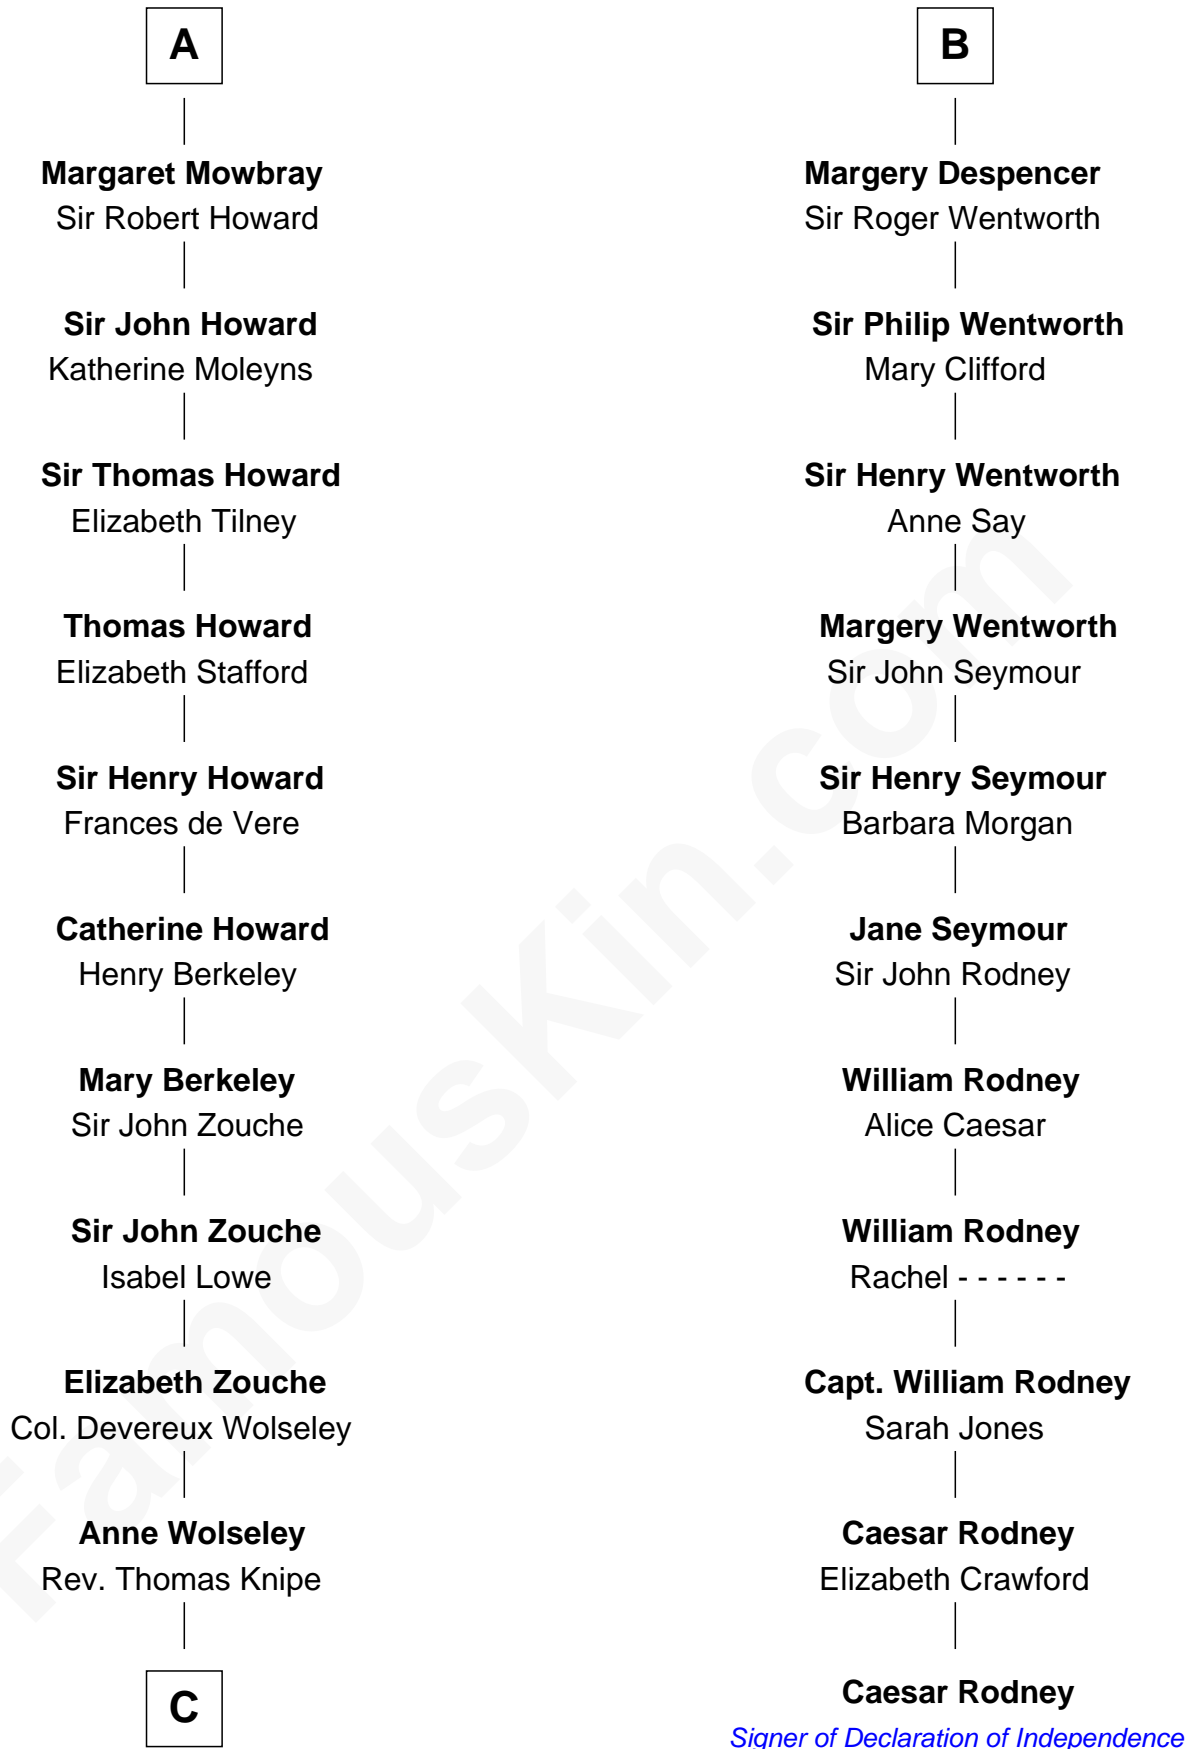 A
Margaret Mowbray
Sir Robert Howard
Sir John Howard
Katherine Moleyns
Sir Thomas Howard
Elizabeth Tilney
Thomas Howard
Elizabeth Stafford
Sir Henry Howard
Frances de Vere
Catherine Howard
Henry Berkeley
Mary Berkeley
Sir John Zouche
Sir John Zouche
Isabel Lowe
Elizabeth Zouche
Col. Devereux Wolseley
Anne Wolseley
Rev. Thomas Knipe
C
B
Margery Despencer
Sir Roger Wentworth
Sir Philip Wentworth
Mary Clifford
Sir Henry Wentworth
Anne Say
Margery Wentworth
Sir John Seymour
Sir Henry Seymour
Barbara Morgan
Jane Seymour
Sir John Rodney
William Rodney
Alice Caesar
William Rodney
Rachel - - - - - -
Capt. William Rodney
Sarah Jones
Caesar Rodney
Elizabeth Crawford
Caesar Rodney
Signer of Declaration of Independence
FamousKin.com